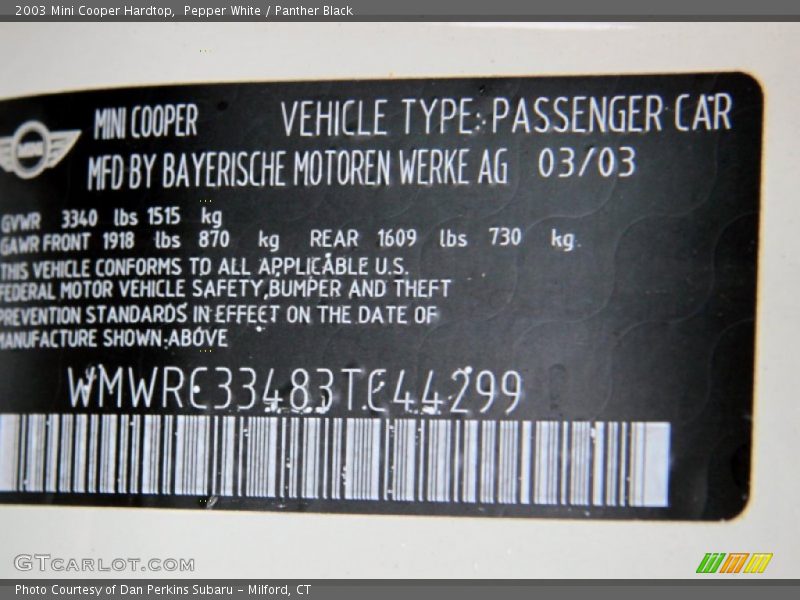 2003 Mini Cooper Hardtop,  Pepper White / Panther Black
MINI COOPER VEHICLE TYPE: PASSENGER CAR
MINI
MFD BY BAYERISCHE MOTOREN WERKE AG 03/03
GVWR 3340 lbs 1515 kg
GAWR FRONT 1918 lbs 870 kg REAR 1609 lbs 730 kg
THIS VEHICLE CONFORMS TO ALL APPLICABLE U.S.
FEDERAL MOTOR VEHICLE SAFETY,BUMPER AND THEFT
PREVENTION STANDARDS IN EFFECT ON THE DATE OF
MANUFACTURE SHOWN ABOVE
WMWRC33483TC44299
GTCARLOT.COM
Photo Courtesy of Dan Perkins Subaru - Milford, CT